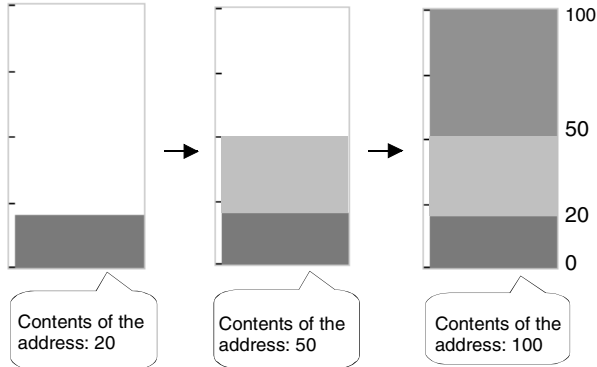 100
50
20
0
Contents of the
address: 20
Contents of the
address: 50
Contents of the
address: 100